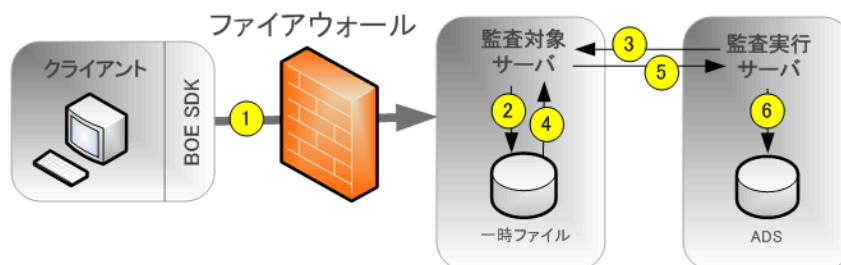 ファイアウォール
クライアント
BOE SDK
1
監査対象
サーバ
2
4
一時ファイル
3
5
監査実行
サーバ
6
ADS